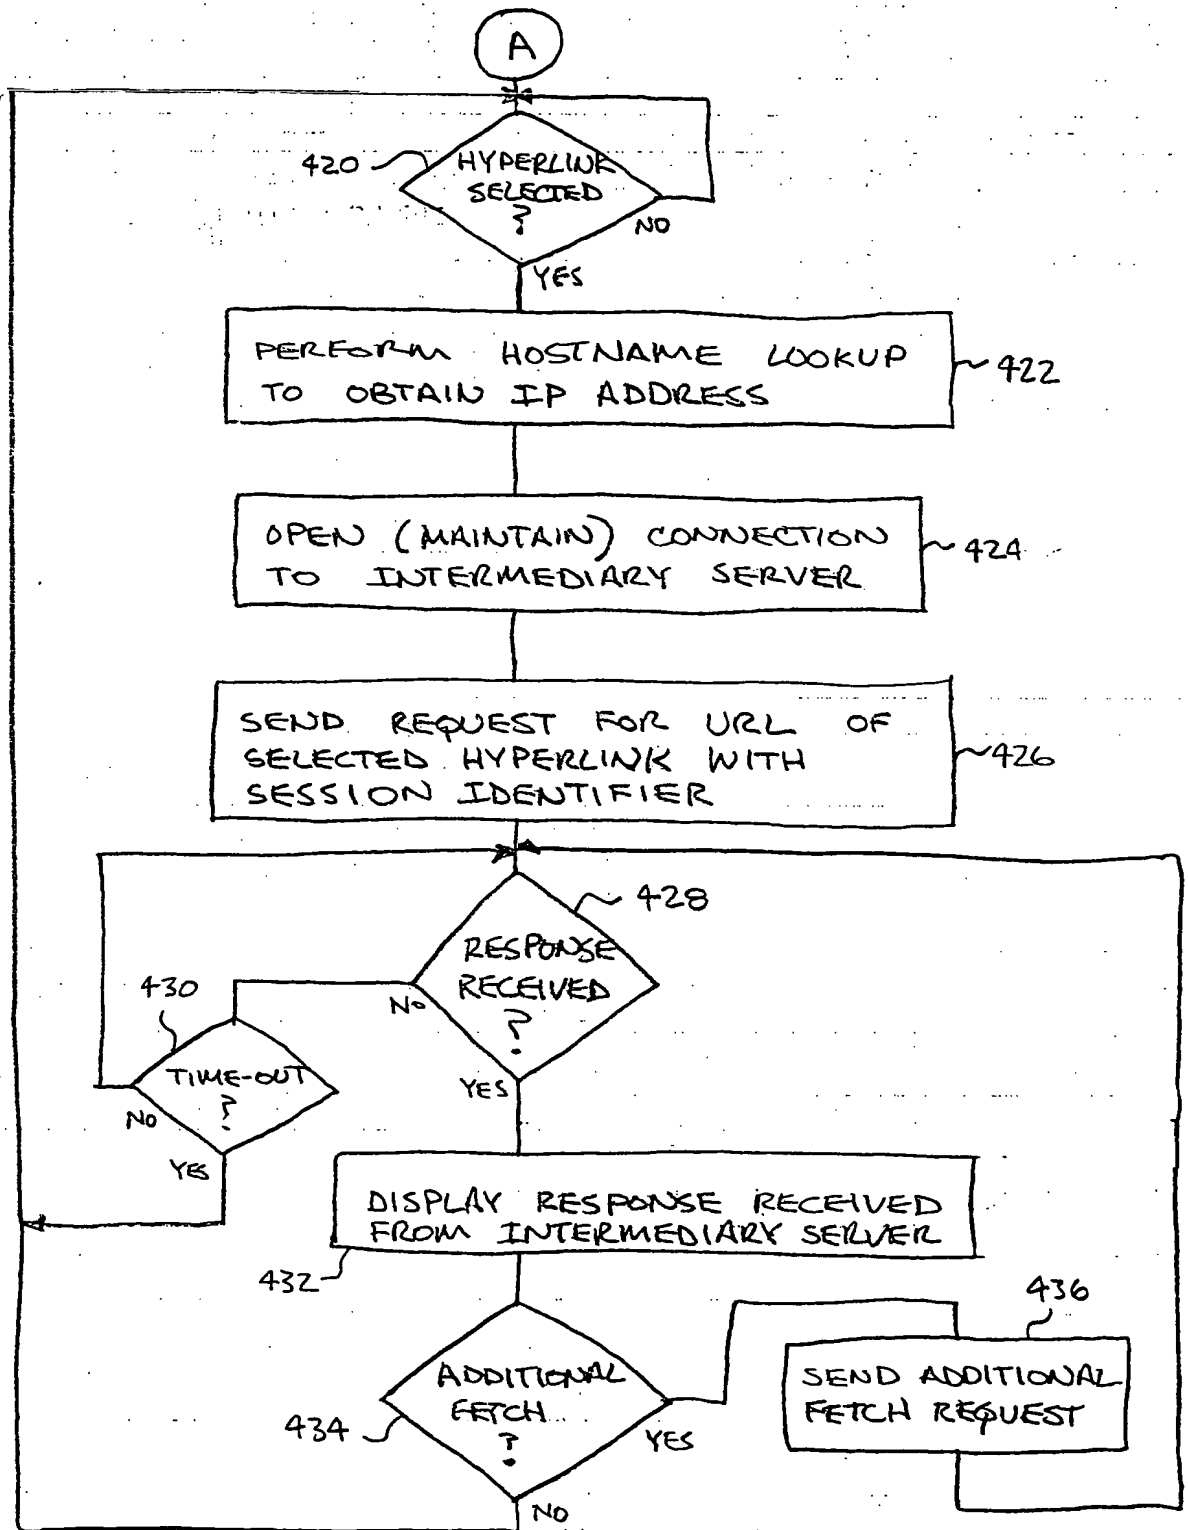 A
420
HYPERLINK
SELECTED
?
NO
YES
PERFORM HOSTNAME LOOKUP
TO OBTAIN IP ADDRESS
422
OPEN (MAINTAIN) CONNECTION
TO INTERMEDIARY SERVER
424
SEND REQUEST FOR URL OF
SELECTED HYPERLINK WITH
SESSION IDENTIFIER
426
428
RESPONSE
RECEIVED
?
NO
YES
430
TIME-OUT
?
NO
YES
DISPLAY RESPONSE RECEIVED
FROM INTERMEDIARY SERVER
432
ADDITIONAL
FETCH
?
434
YES
NO
436
SEND ADDITIONAL
FETCH REQUEST